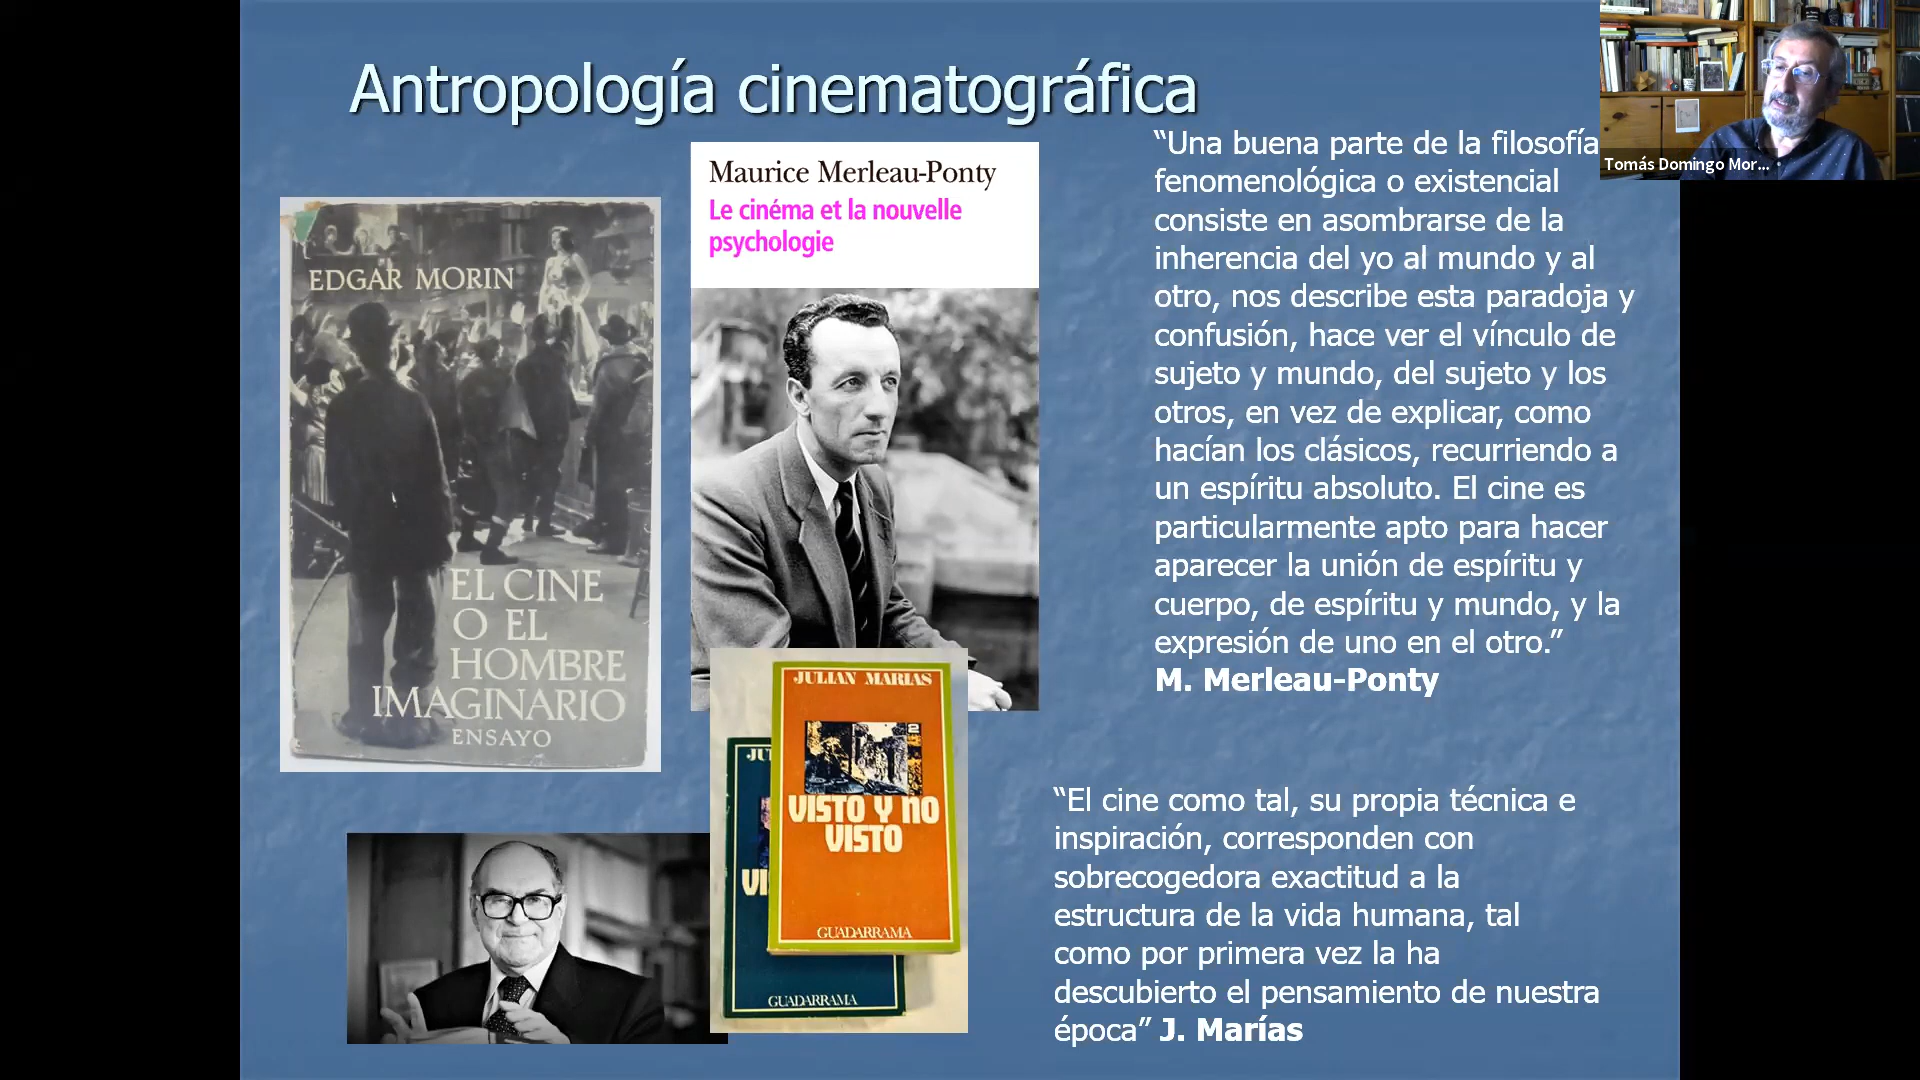 Antropología cinematográfica
EDGAR MORIN
EL CINE
O EL
HOMBRE
IMAGINARIO
ENSAYO
Maurice Merleau-Ponty
Le cinéma et la nouvelle
psychologie
JULIAN MARIAS
VISTO Y NO
VISTO
GUADARRAMA
JU
VI
GUADARRAMA
“Una buena parte de la filosofía
fenomenológica o existencial
consiste en asombrarse de la
inherencia del yo al mundo y al
otro, nos describe esta paradoja y
confusión, hace ver el vínculo de
sujeto y mundo, del sujeto y los
otros, en vez de explicar, como
hacían los clásicos, recurriendo a
un espíritu absoluto. El cine es
particularmente apto para hacer
aparecer la unión de espíritu y
cuerpo, de espíritu y mundo, y la
expresión de uno en el otro.”
M. Merleau-Ponty
“El cine como tal, su propia técnica e
inspiración, corresponden con
sobrecogedora exactitud a la
estructura de la vida humana, tal
como por primera vez la ha
descubierto el pensamiento de nuestra
época” J. Marías
Tomás Domingo Mor...